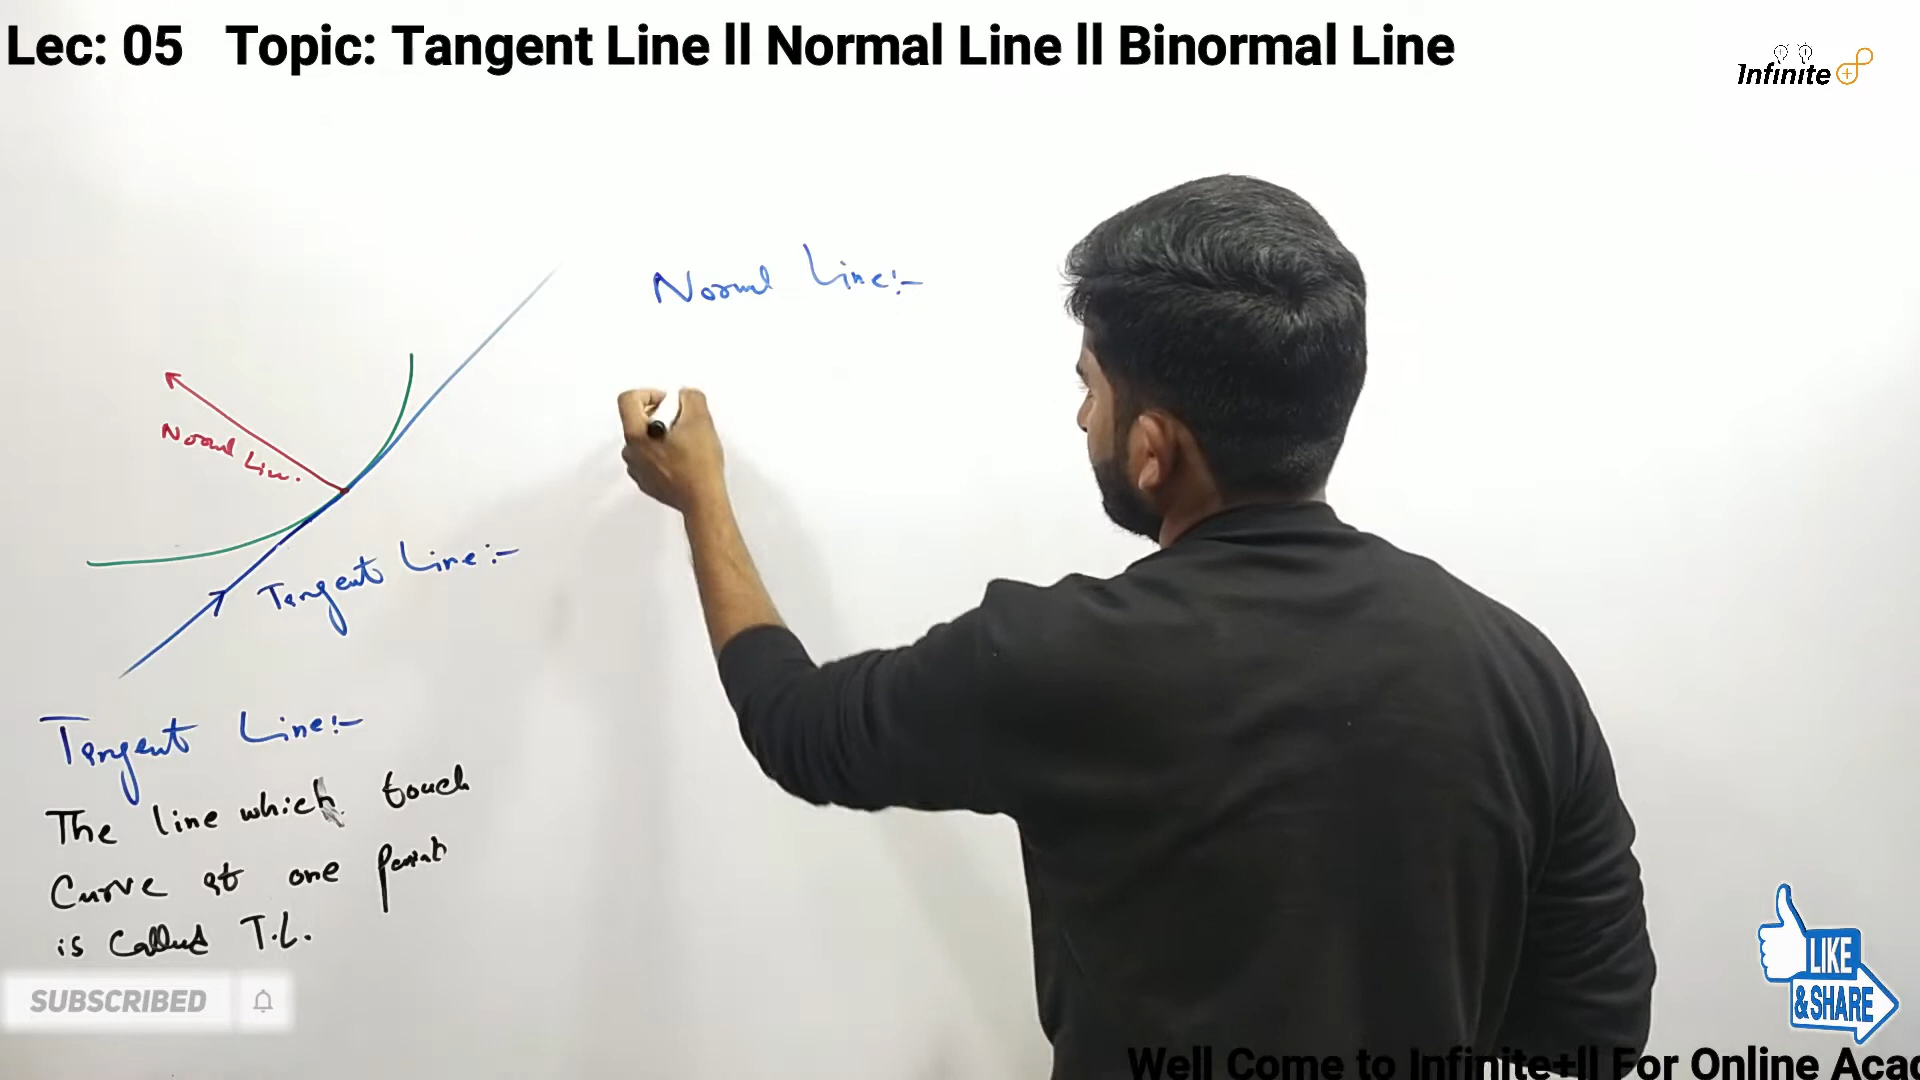 Lec: 05 Topic: Tangent Line ll Normal Line ll Binormal Line
Infinite
Normal Line:-
Normal Lin.
Tangent Line:-
Tangent Line:-
The line which touch
Curve at one point
is Called T.L.
SUBSCRIBED
LIKE
& SHARE
Well Come to Infinite+ll For Online Acad